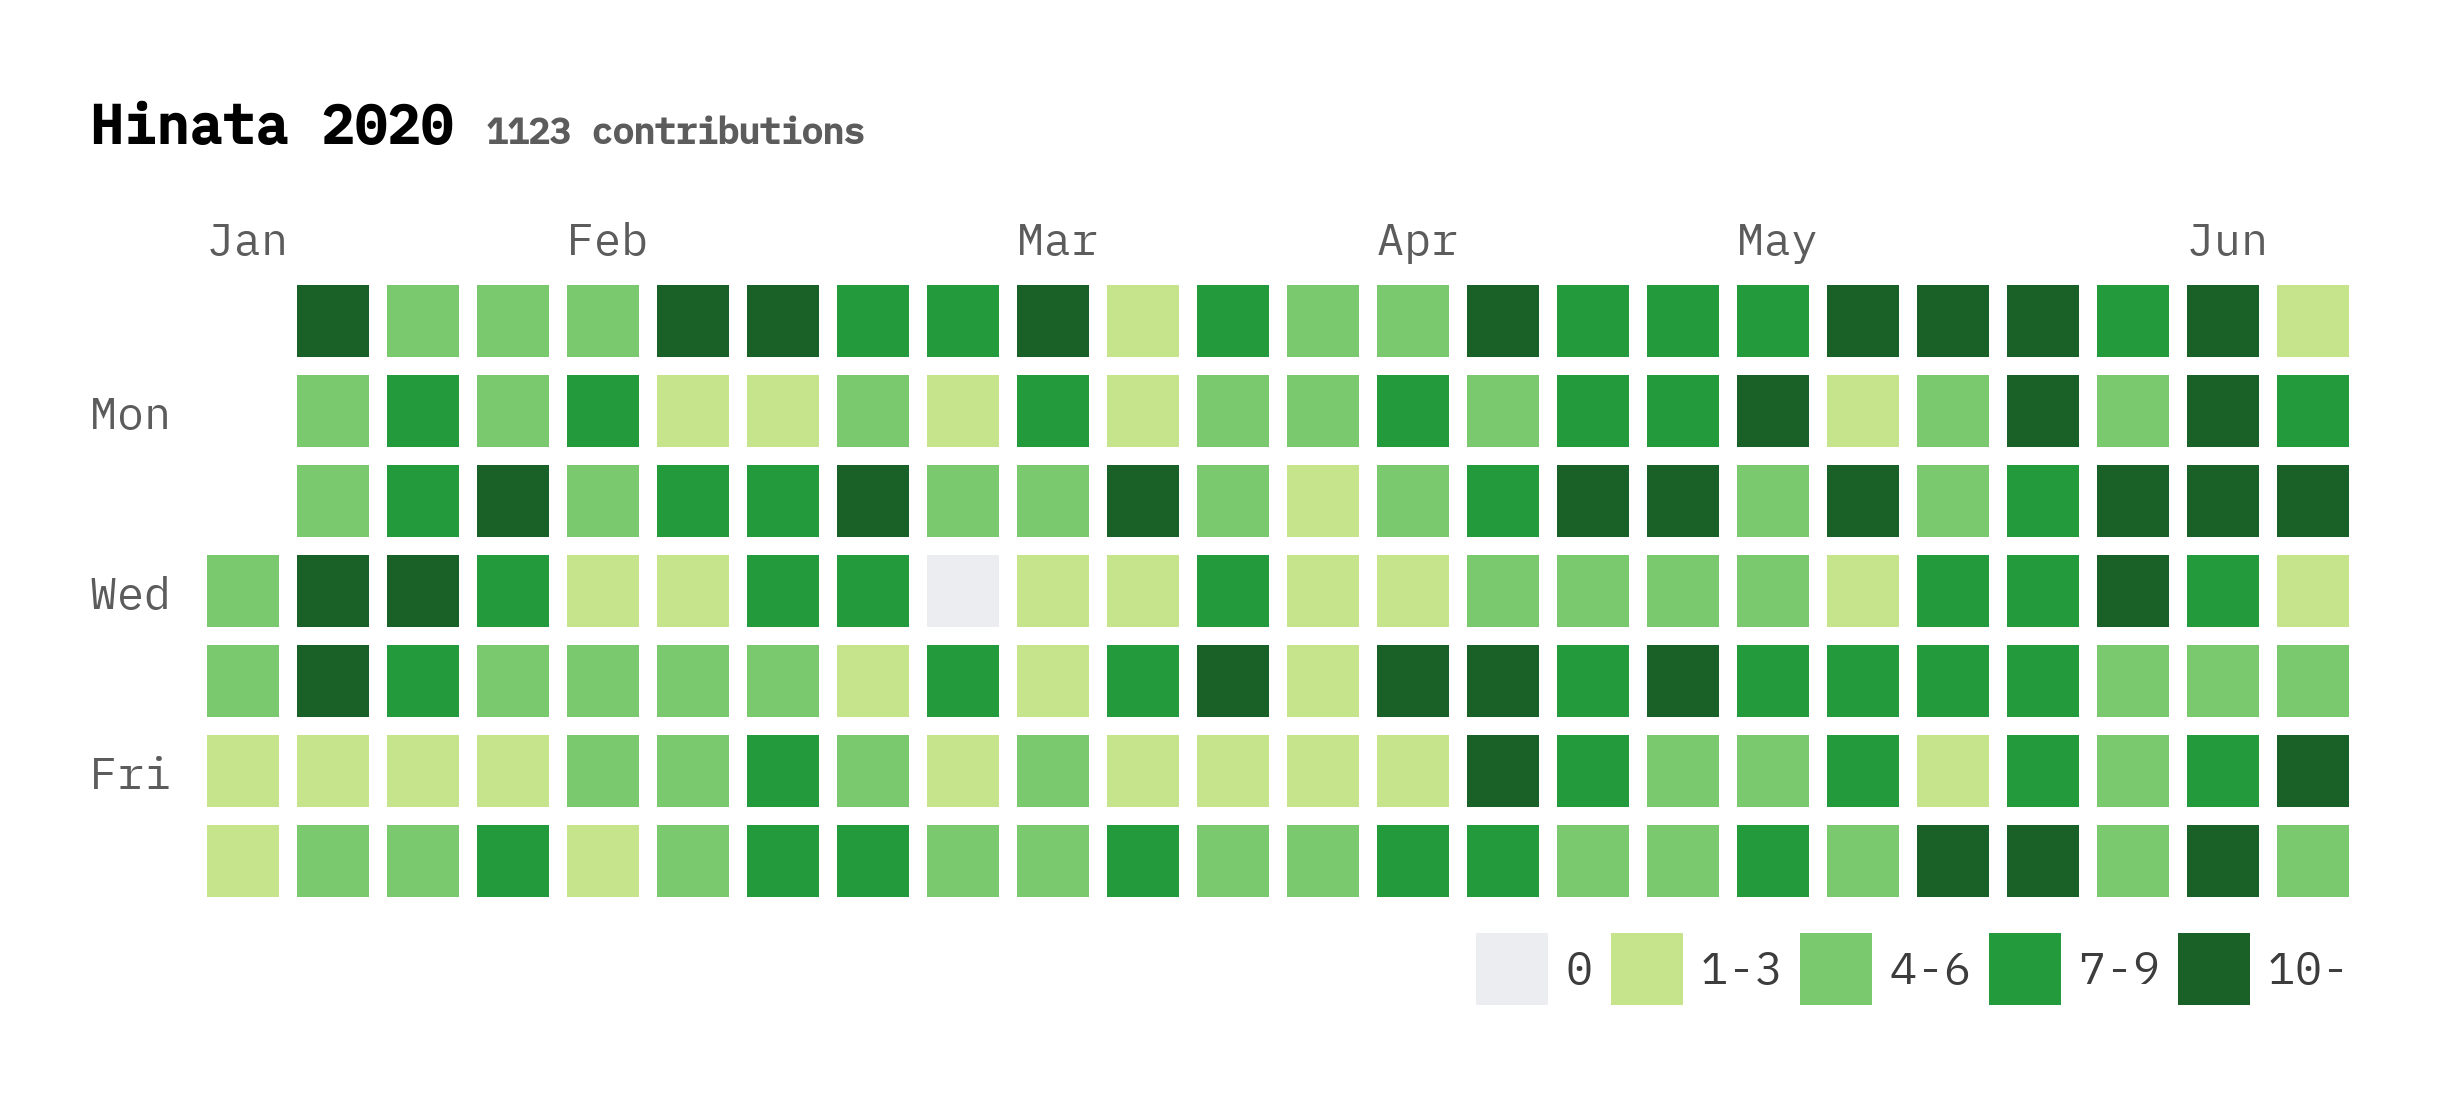 Hinata 2020 1123 contributions
Jan Feb Mar Apr May Jun
Mon
Wed
Fri
0 1-3 4-6 7-9 10-